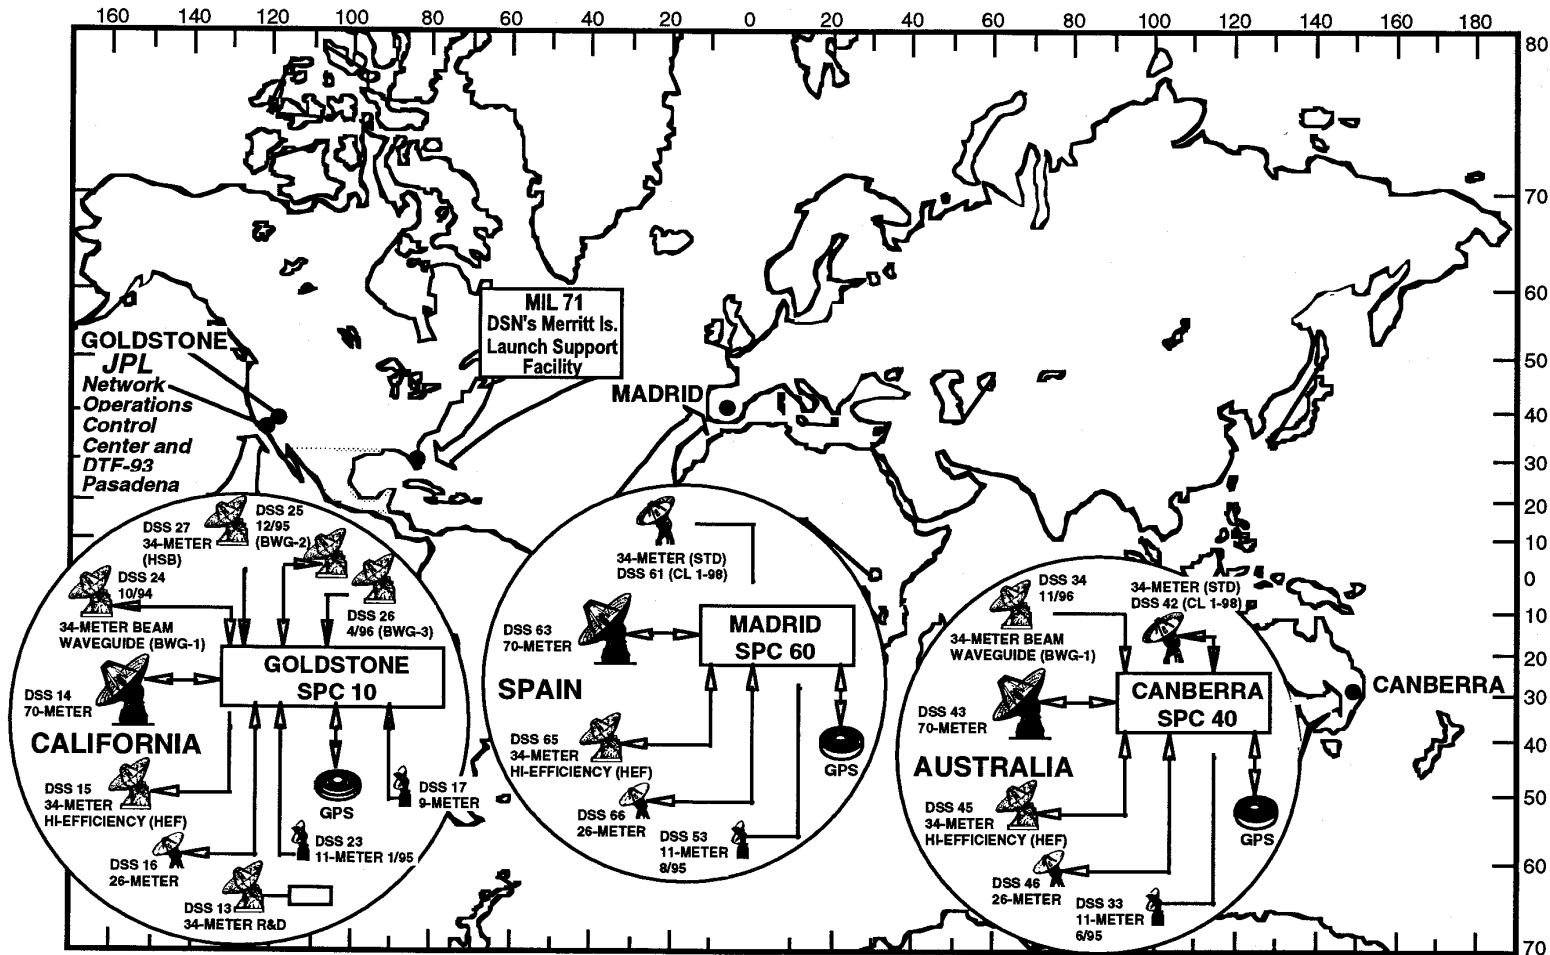 160 120 120 100 80 60 40 20 0 20 40 60 80 100 120 140 160 180
80
70
60
50
40
30
20
10
0
10
20
30
40
50
60
70
MIL 71
DSN's Merritt Is.
Launch Support
Facility
GOLDSTONE
JPL
Network
Operations
Control
Center and
DTF-93
Pasadena
MADRID
CANBERRA
DSS 27
34-METER
(HSB)
DSS 25
12/95
(BWG-2)
DSS 24
10/94
34-METER BEAM
WAVEGUIDE (BWG-1)
DSS 26
4/96 (BWG-3)
GOLDSTONE
SPC 10
DSS 14
70-METER
CALIFORNIA
DSS 15
34-METER
HI-EFFICIENCY (HEF)
GPS
DSS 17
9-METER
DSS 16
26-METER
DSS 23
11-METER 1/95
DSS 13
34-METER R&D
34-METER (STD)
DSS 61 (CL 1-98)
DSS 63
70-METER
MADRID
SPC 60
SPAIN
DSS 65
34-METER
HI-EFFICIENCY (HEF)
GPS
DSS 66
26-METER
DSS 53
11-METER
8/95
DSS 34
11/96
34-METER (STD)
DSS 42 (CL 1-98)
34-METER BEAM
WAVEGUIDE (BWG-1)
CANBERRA
SPC 40
DSS 43
70-METER
AUSTRALIA
DSS 45
34-METER
HI-EFFICIENCY (HEF)
GPS
DSS 46
26-METER
DSS 33
11-METER
6/95